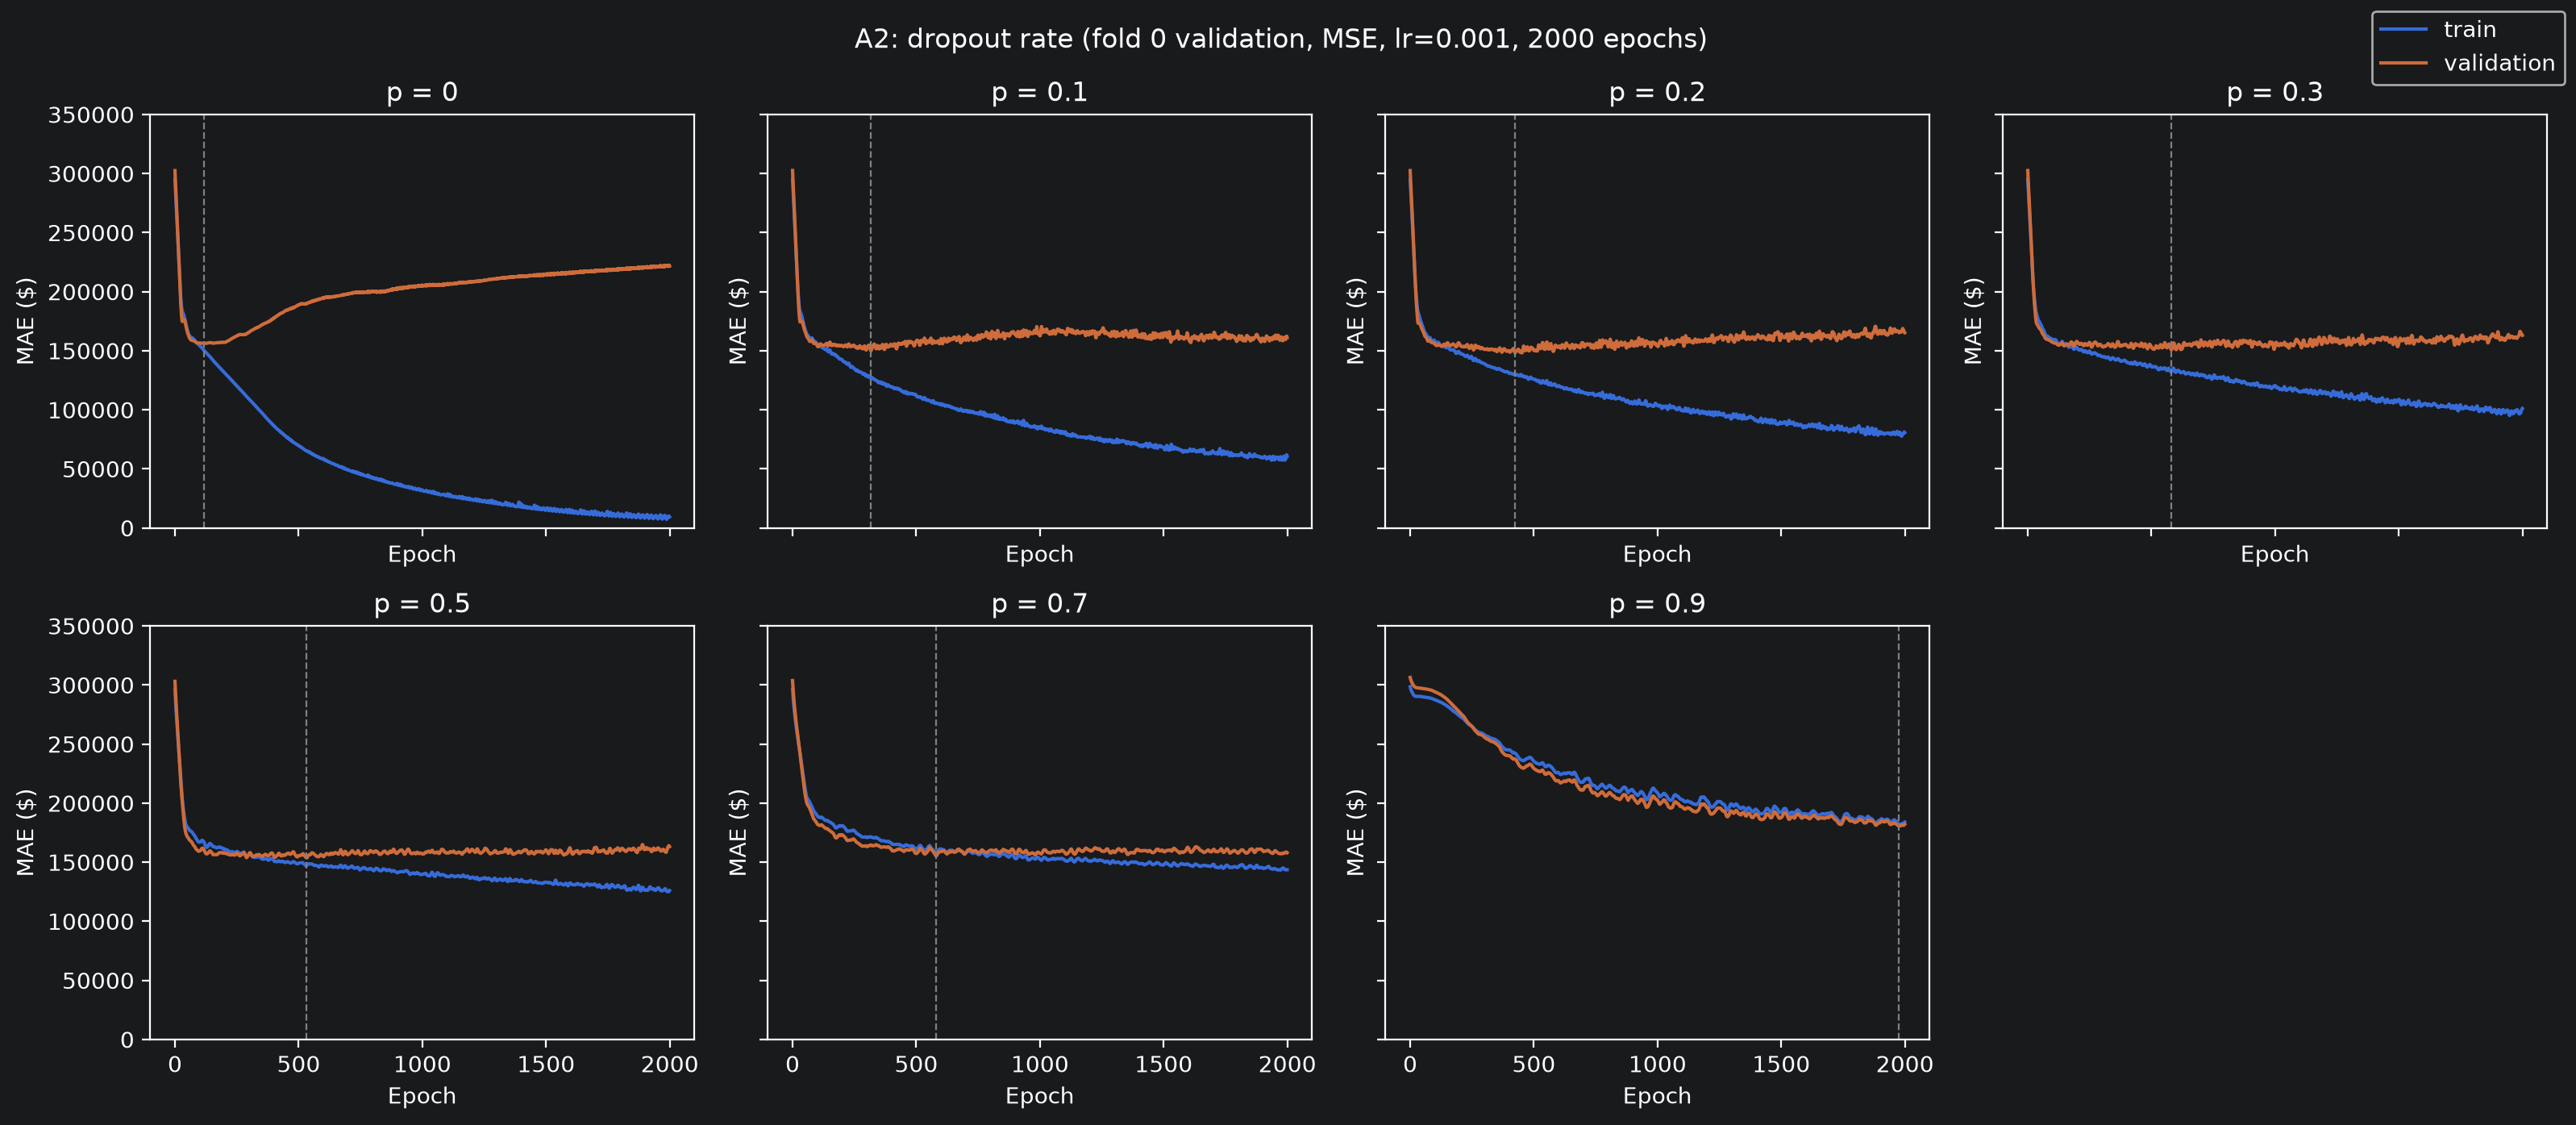 A2: dropout rate (fold 0 validation, MSE, lr=0.001, 2000 epochs)
train
validation
p = 0
350000
300000
250000
200000
150000
100000
50000
0
MAE ($)
Epoch
p = 0.1
MAE ($)
Epoch
p = 0.2
MAE ($)
Epoch
p = 0.3
MAE ($)
Epoch
p = 0.5
350000
300000
250000
200000
150000
100000
50000
0
MAE ($)
0 500 1000 1500 2000
Epoch
p = 0.7
MAE ($)
0 500 1000 1500 2000
Epoch
p = 0.9
MAE ($)
0 500 1000 1500 2000
Epoch